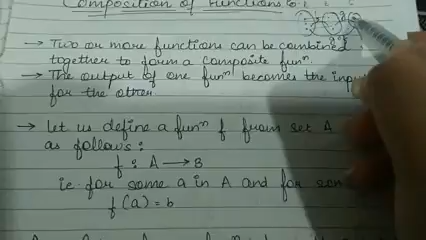 Composition of Functions:
→ Two or more functions can be combined
together to form a composite funⁿ.
→ The output of one funⁿ becomes the input
for the other.
→ Let us define a funⁿ f from set A
as follows:
f : A → B
ie for some a in A and for
f(a) = b